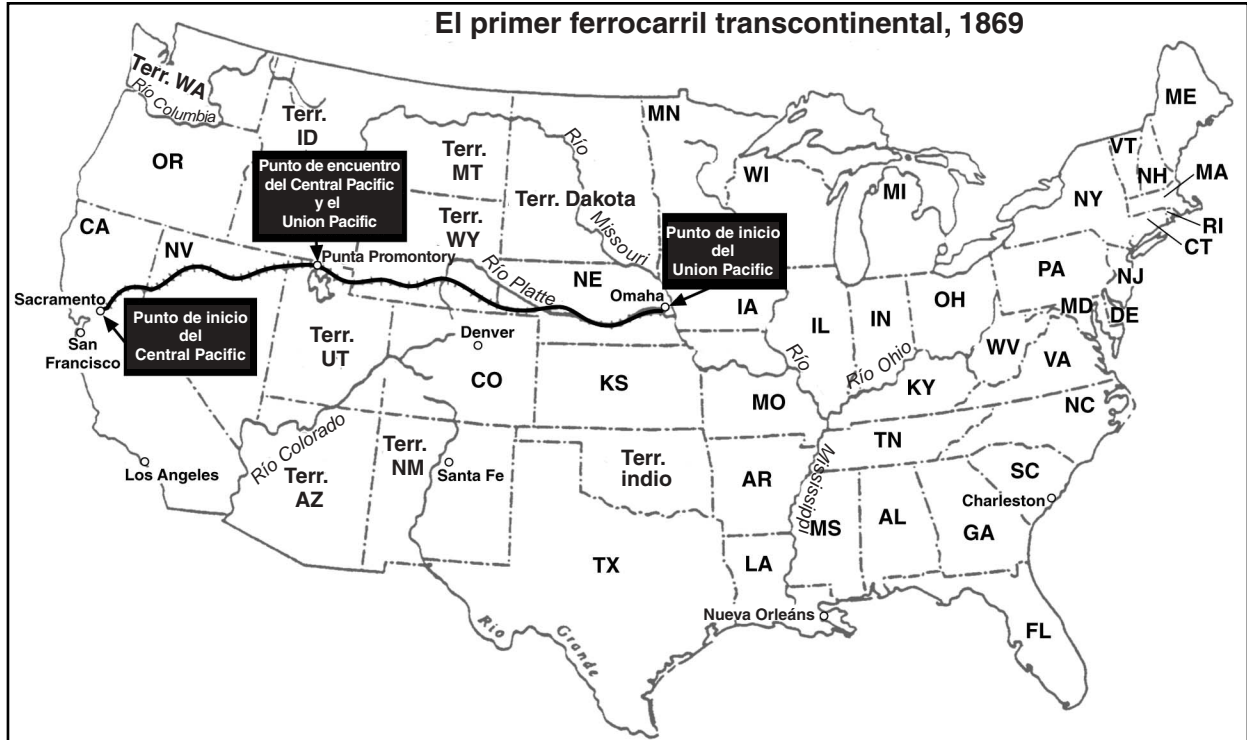 El primer ferrocarril transcontinental, 1869
Terr. WA
Río Columbia
OR
Terr.
ID
Terr.
MT
Terr.
WY
Terr. Dakota
Río
Missouri
MN
WI
MI
ME
VT
NH
MA
NY
RI
CT
Punto de encuentro
del Central Pacific
y el
Union Pacific
Punto de inicio
del
Union Pacific
CA
NV
Punta Promontory
Río Platte
NE
Omaha
IA
IL
IN
OH
PA
NJ
MD
DE
Sacramento
San
Francisco
Punto de inicio
del
Central Pacific
Terr.
UT
Denver
CO
KS
MO
Río
Mississippi
Río Ohio
KY
WV
VA
NC
TN
SC
Río Colorado
Los Angeles
Terr.
AZ
Terr.
NM
Santa Fe
Terr.
indio
AR
MS
AL
GA
Charleston
TX
LA
Nueva Orleáns
FL
Rio Grande